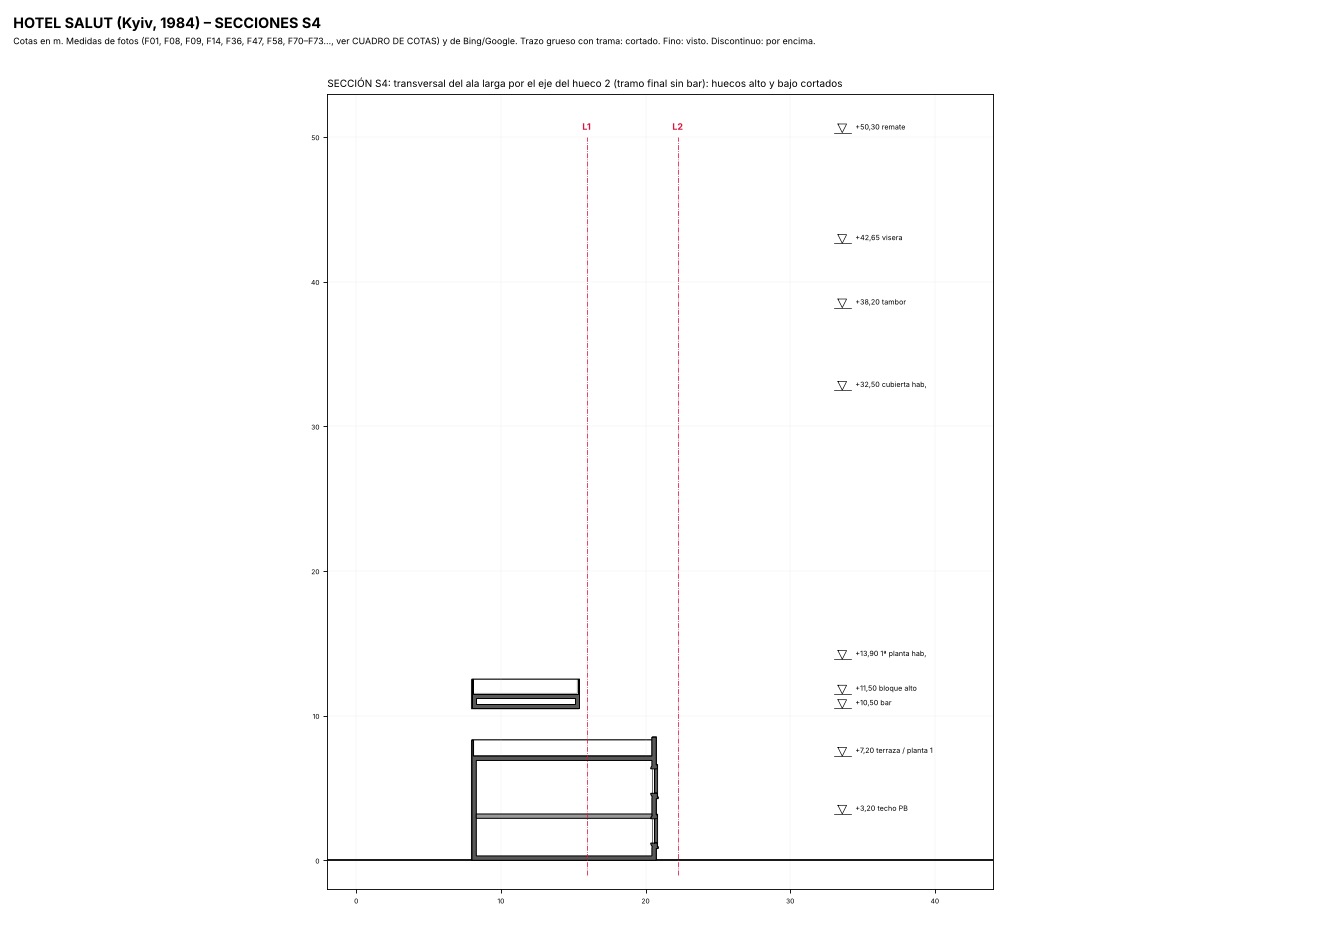 HOTEL SALUT (Kyiv, 1984) – SECCIONES S4
Cotas en m. Medidas de fotos (F01, F08, F09, F14, F36, F47, F58, F70–F73…, ver CUADRO DE COTAS) y de Bing/Google. Trazo grueso con trama: cortado. Fino: visto. Discontinuo: por encima.
SECCIÓN S4: transversal del ala larga por el eje del hueco 2 (tramo final sin bar): huecos alto y bajo cortados
L1
L2
+50,30 remate
50
+42,65 visera
40
+38,20 tambor
+32,50 cubierta hab,
30
20
+13,90 1ª planta hab,
+11,50 bloque alto
+10,50 bar
10
+7,20 terraza / planta 1
+3,20 techo PB
0
0
10
20
30
40